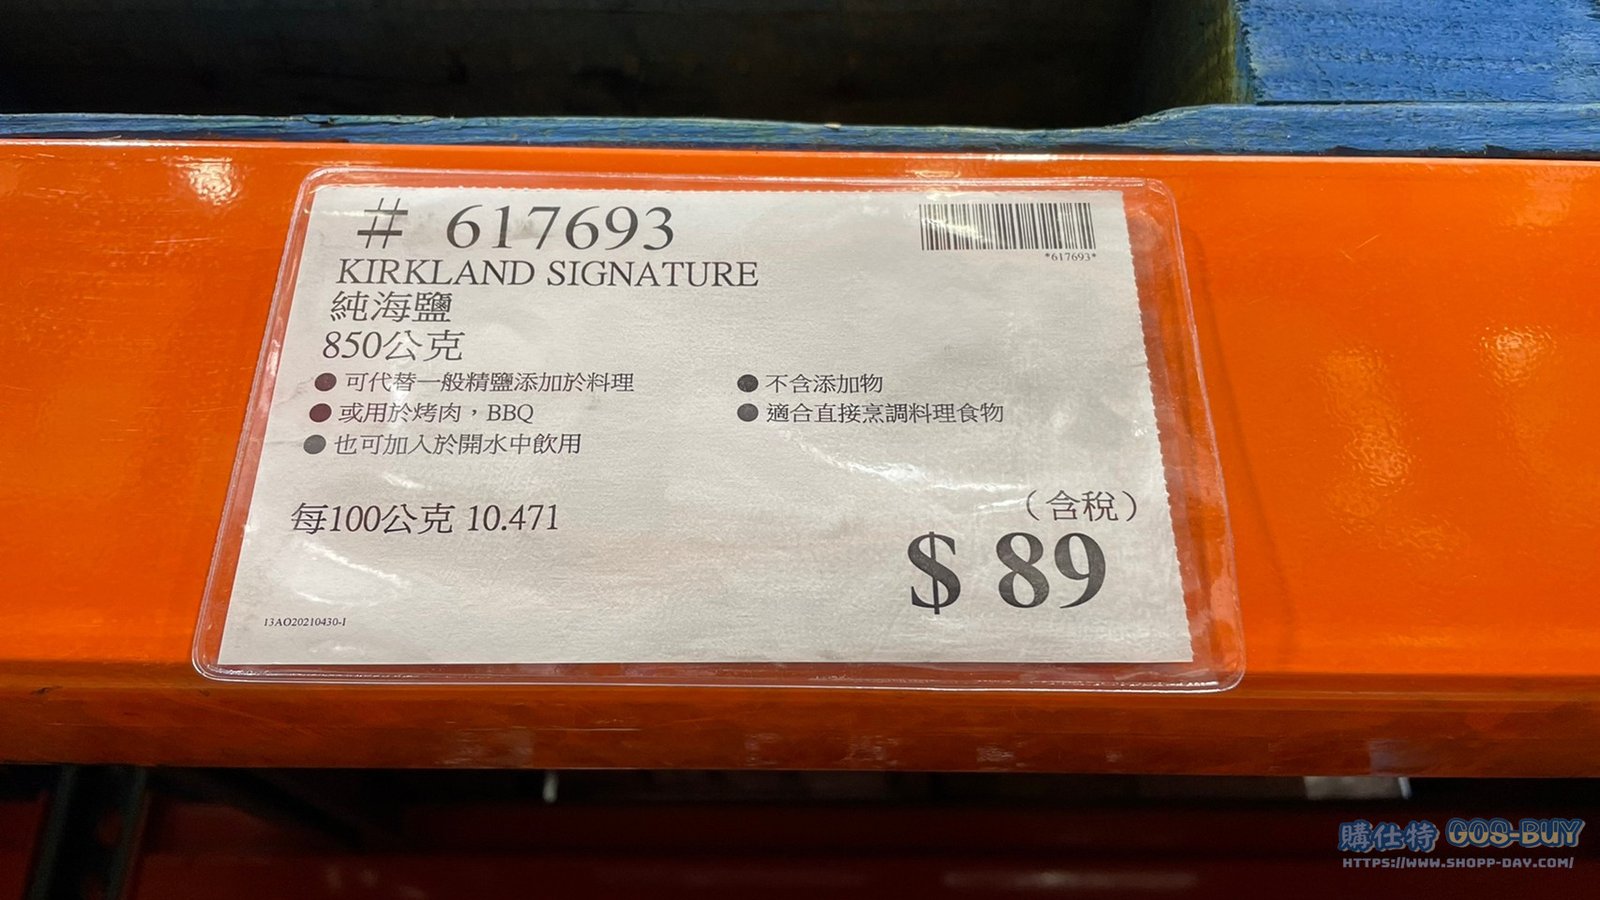 # 617693
*617693*
KIRKLAND SIGNATURE
純海鹽
850公克
● 可代替一般精鹽添加於料理
● 或用於烤肉，BBQ
● 也可加入於開水中飲用
● 不含添加物
● 適合直接烹調料理食物
每100公克 10.471
（含稅）
$ 89
13AO20210430-1
購仕特 GOS-BUY
HTTPS://WWW.SHOPP-DAY.COM/